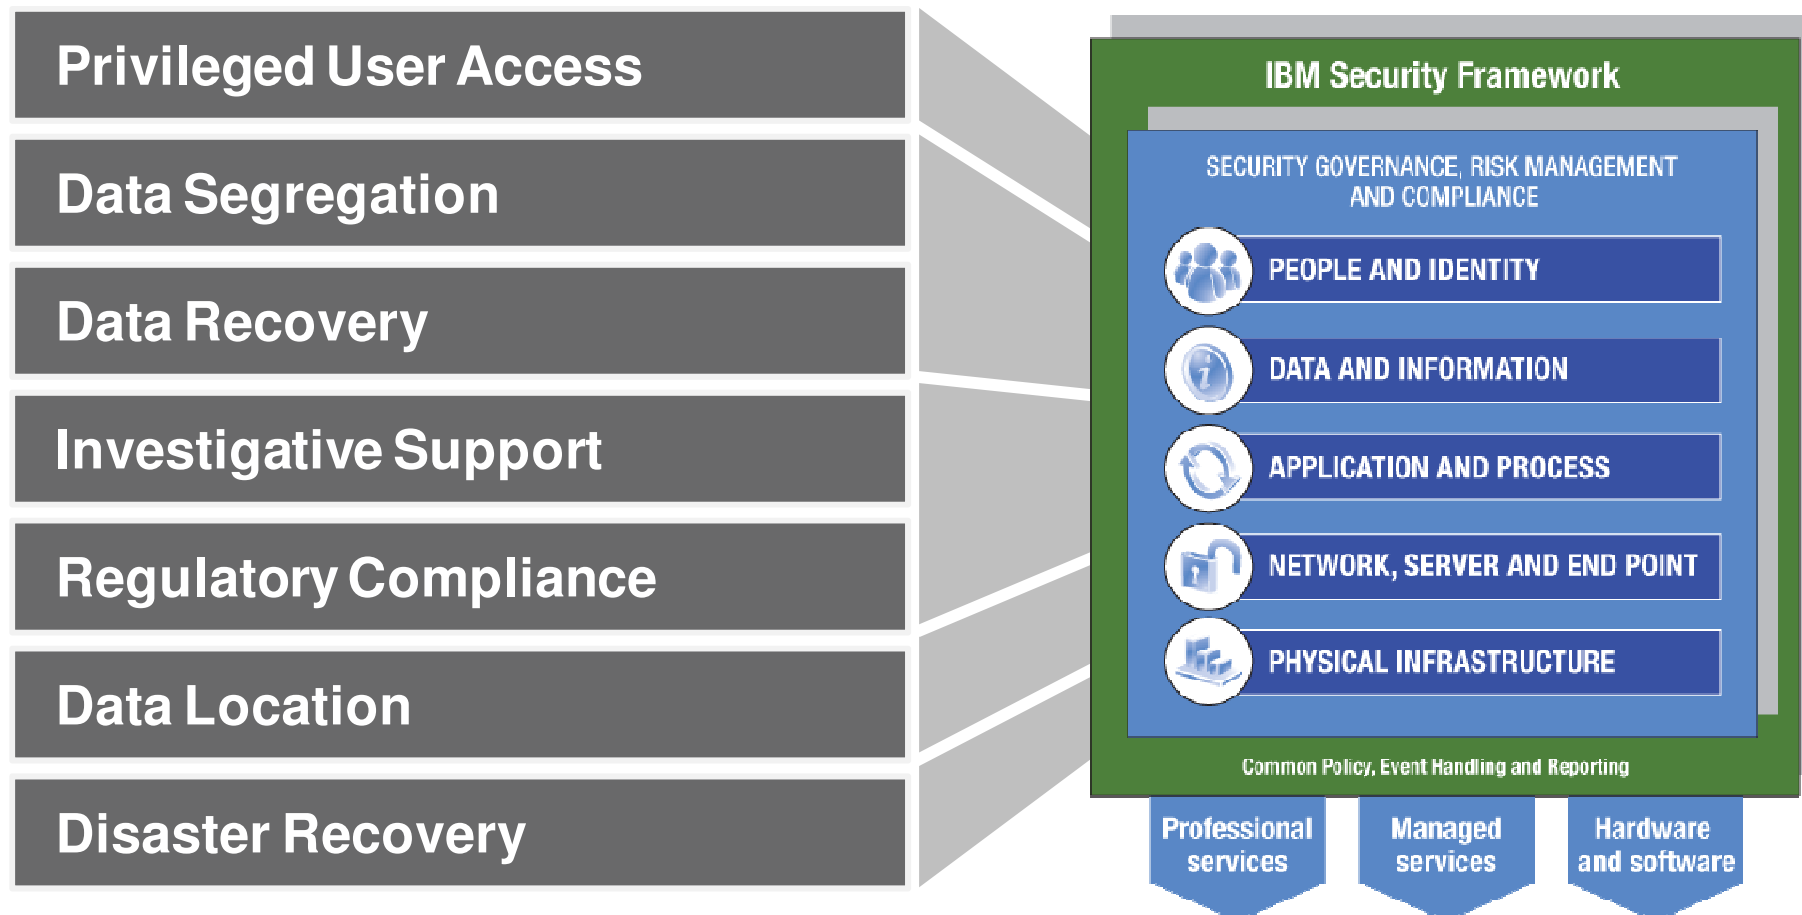 Privileged User Access
Data Segregation
Data Recovery
Investigative Support
Regulatory Compliance
Data Location
Disaster Recovery
IBM Security Framework
SECURITY GOVERNANCE, RISK MANAGEMENT
AND COMPLIANCE
PEOPLE AND IDENTITY
DATA AND INFORMATION
APPLICATION AND PROCESS
NETWORK, SERVER AND END POINT
PHYSICAL INFRASTRUCTURE
Common Policy, Event Handling and Reporting
Professional
services
Managed
services
Hardware
and software